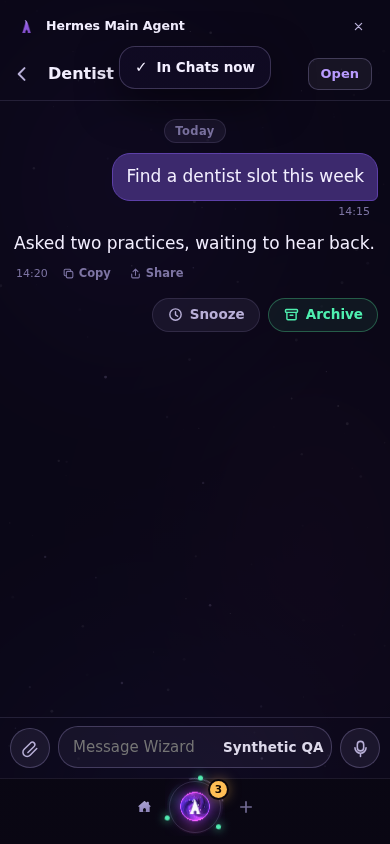 Hermes Main Agent
Dentist
✓ In Chats now
Open
Today
Find a dentist slot this week
14:15
Asked two practices, waiting to hear back.
14:20 Copy Share
Snooze Archive
Message Wizard Synthetic QA
3